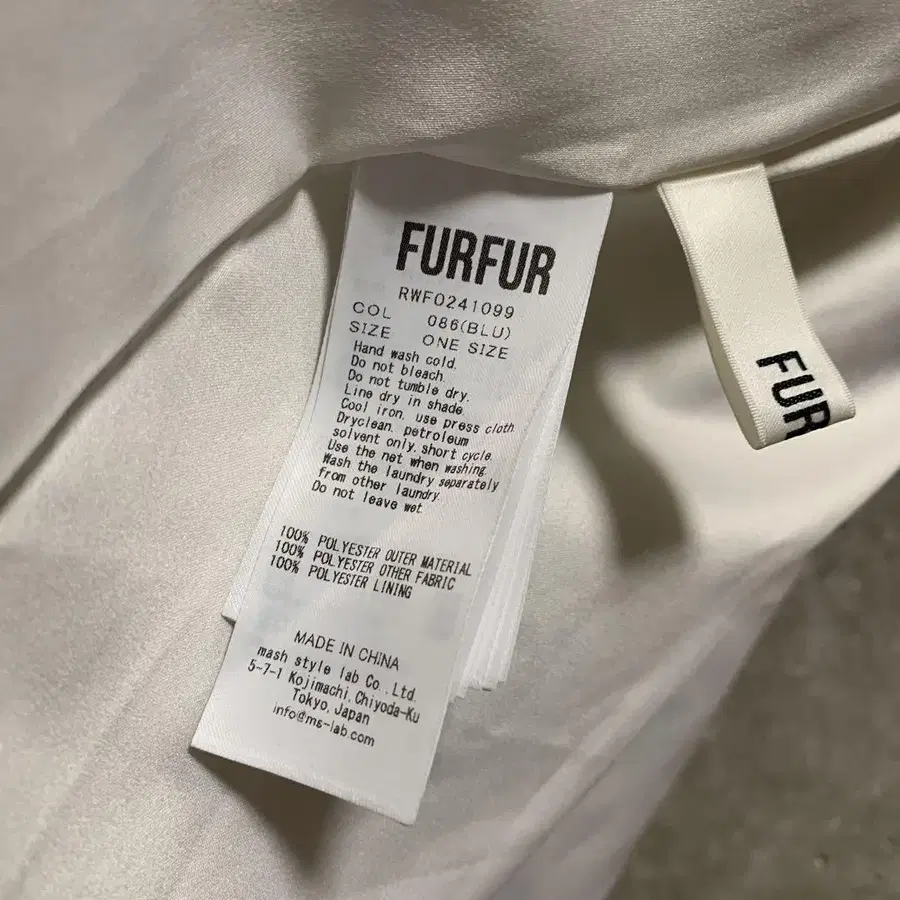 FURFUR
RWF0241099
COL 086(BLU)
SIZE ONE SIZE
Hand wash cold.
Do not bleach.
Do not tumble dry.
Line dry in shade.
Cool iron, use press cloth.
Dryclean, petroleum
solvent only, short cycle.
Use the net when washing.
Wash the laundry separately
from other laundry.
Do not leave wet.
100% POLYESTER OUTER MATERIAL
100% POLYESTER OTHER FABRIC
100% POLYESTER LINING
MADE IN CHINA
mash style lab Co., Ltd.
5-7-1 Kojimachi, Chiyoda-Ku
Tokyo, Japan
info@ms-lab.com
FUR